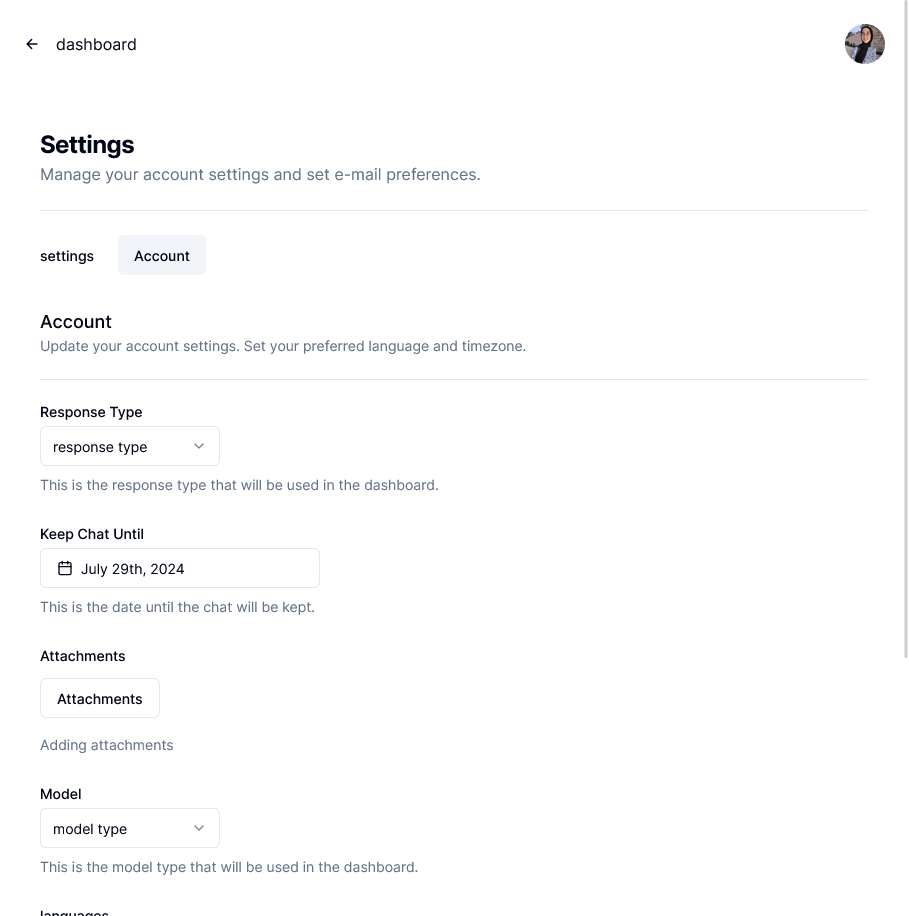 dashboard
Settings
Manage your account settings and set e-mail preferences.
settings
Account
Account
Update your account settings. Set your preferred language and timezone.
Response Type
response type
This is the response type that will be used in the dashboard.
Keep Chat Until
July 29th, 2024
This is the date until the chat will be kept.
Attachments
Attachments
Adding attachments
Model
model type
This is the model type that will be used in the dashboard.
languages